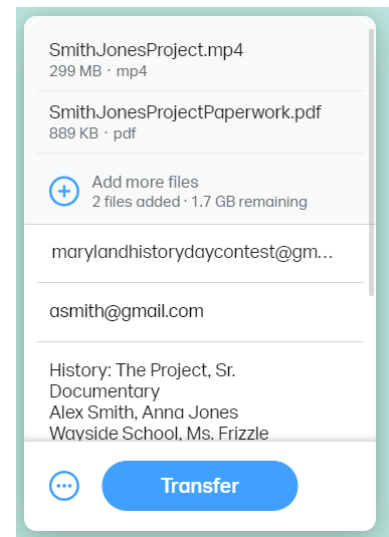 SmithJonesProject.mp4
299 MB · mp4
SmithJonesProjectPaperwork.pdf
889 KB · pdf
Add more files
2 files added · 1.7 GB remaining
marylandhistorydaycontest@gm...
asmith@gmail.com
History: The Project, Sr.
Documentary
Alex Smith, Anna Jones
Wayside School, Ms. Frizzle
Transfer